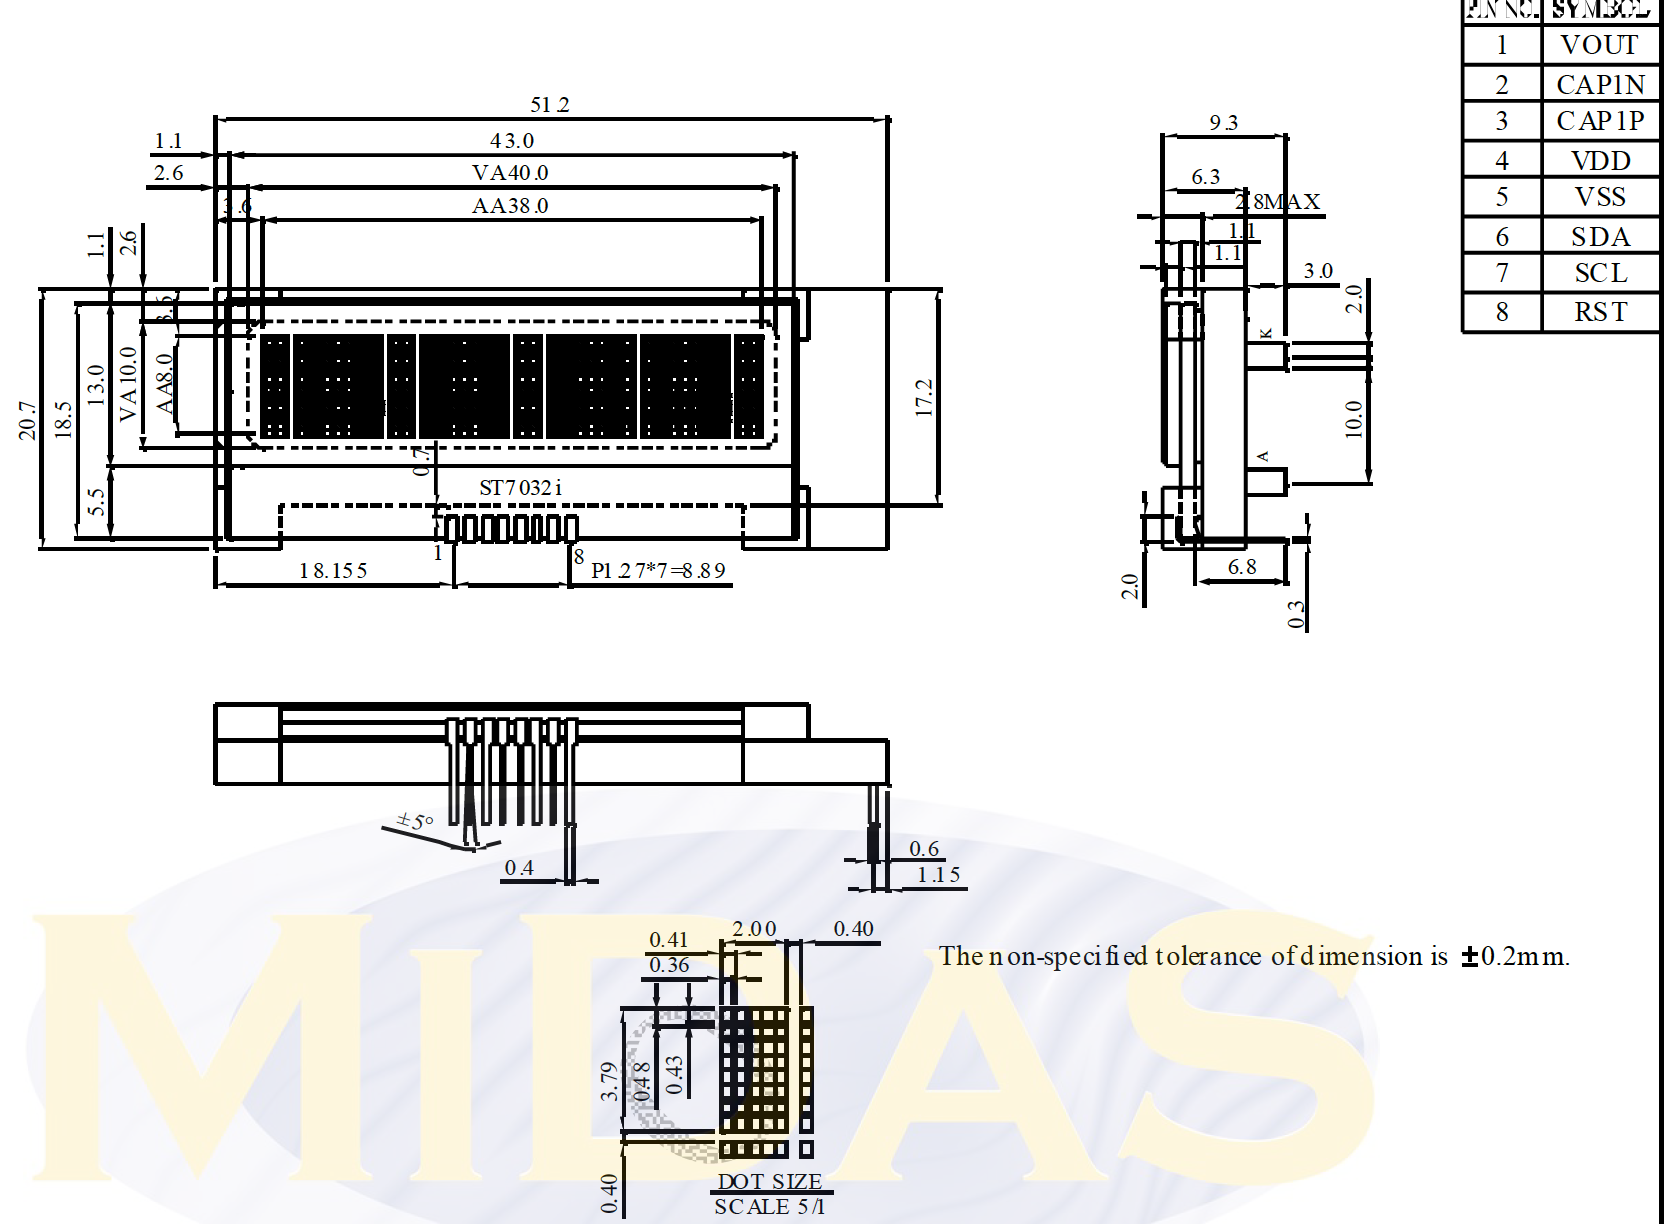 PIN NO. SYMBOL
1 VOUT
2 CAP1N
3 CAP1P
4 VDD
5 VSS
6 SDA
7 SCL
8 RST
51.2
1.1 43.0
2.6 VA40.0
3.6 AA38.0
1.1
2.6
3.6
20.7
18.5
13.0
VA10.0
AA8.0
5.5
17.2
0.7
ST7032i
1
8
18.155
P1.27*7=8.89
9.3
6.3
2.8MAX
1.1
1.1
3.0
2.0
K
10.0
A
2.0
6.8
0.3
±5°
0.4
0.6
1.15
2.00
0.40
0.41
0.36
3.79
0.48
0.43
0.40
DOT SIZE
SCALE 5/1
The non-specified tolerance of dimension is ±0.2mm.
MIDAS